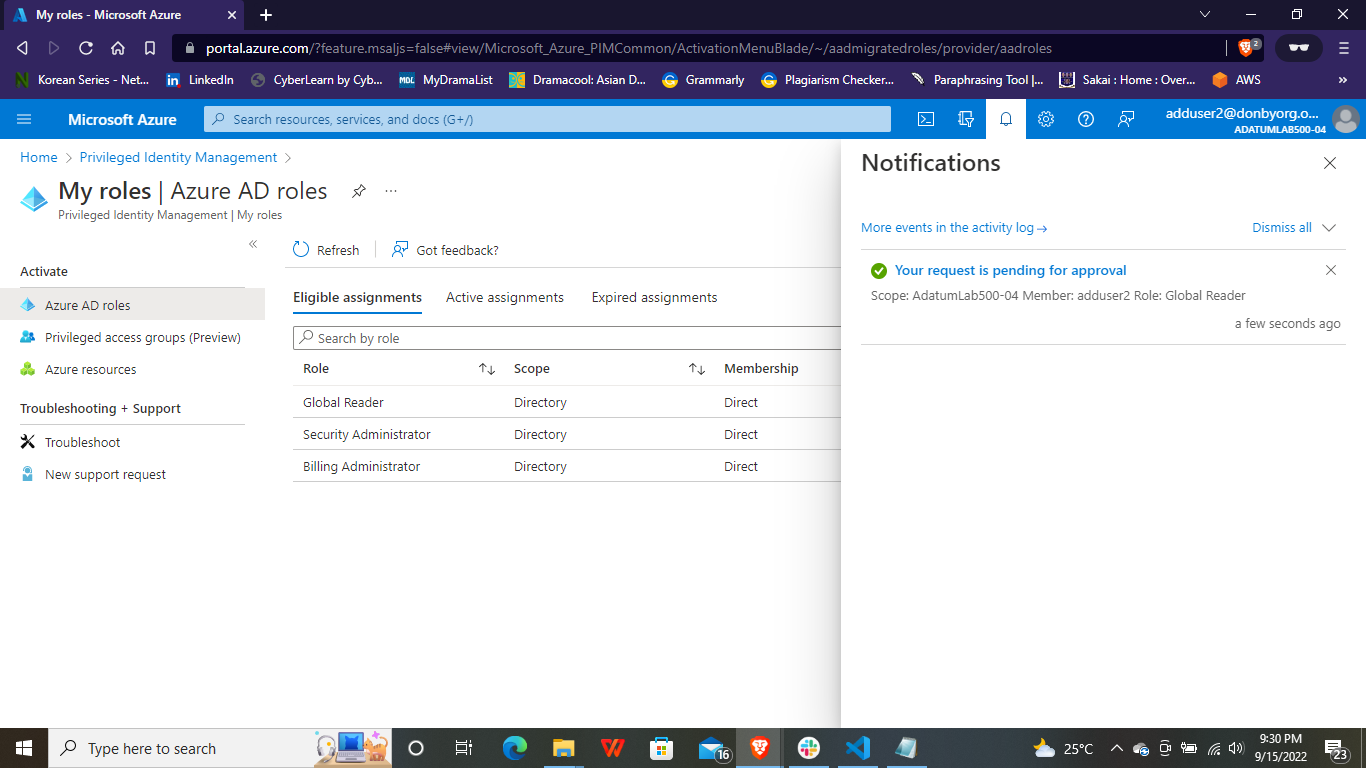 My roles - Microsoft Azure
portal.azure.com/?feature.msaljs=false#view/Microsoft_Azure_PIMCommon/ActivationMenuBlade/~/aadmigratedroles/provider/aadroles
2
N Korean Series - Net...
in LinkedIn
CyberLearn by Cyb...
MDL MyDramaList
Dramacool: Asian D...
Grammarly
Plagiarism Checker...
Paraphrasing Tool |...
Sakai : Home : Over...
AWS
»
Microsoft Azure
Search resources, services, and docs (G+/)
adduser2@donbyorg.o...
ADATUMLAB500-04
Home > Privileged Identity Management >
My roles | Azure AD roles
...
Privileged Identity Management | My roles
«
Activate
Azure AD roles
Privileged access groups (Preview)
Azure resources
Troubleshooting + Support
Troubleshoot
New support request
Refresh
Got feedback?
Eligible assignments Active assignments Expired assignments
Search by role
Role Scope Membership
Global Reader Directory Direct
Security Administrator Directory Direct
Billing Administrator Directory Direct
Notifications
More events in the activity log → Dismiss all
Your request is pending for approval
Scope: AdatumLab500-04 Member: adduser2 Role: Global Reader
a few seconds ago
Type here to search
16
25°C
9:30 PM
9/15/2022
23